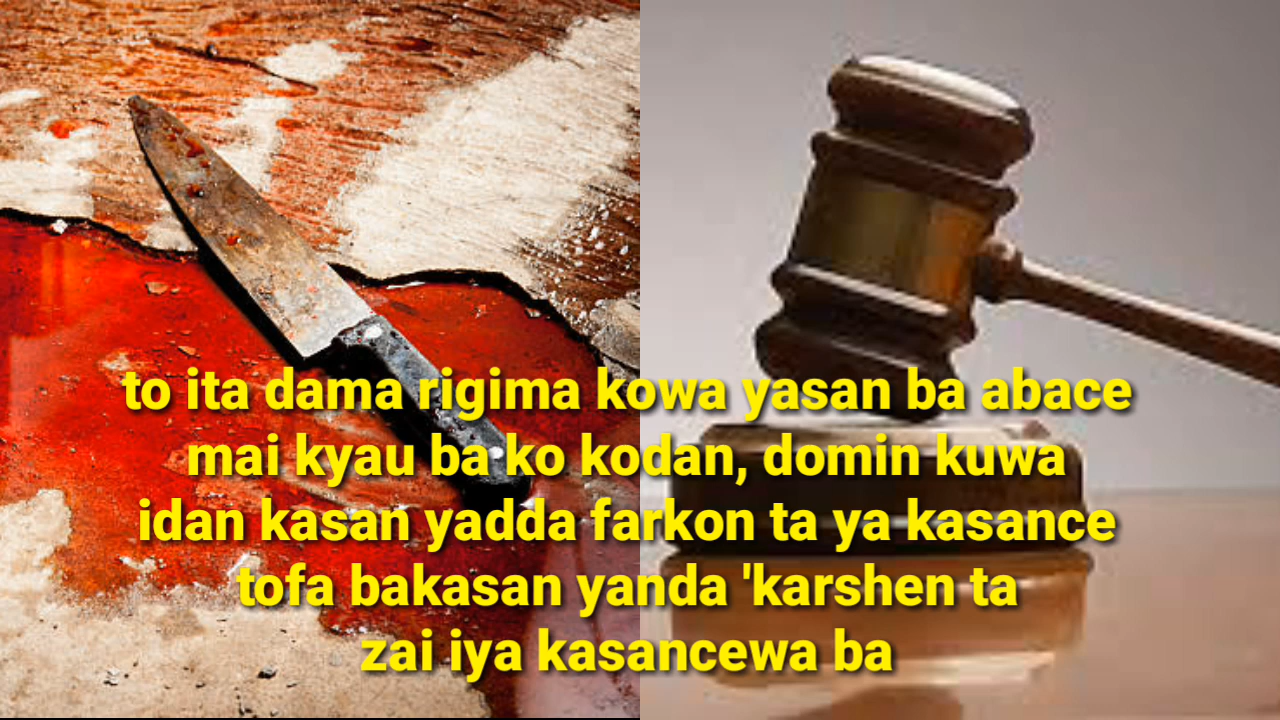 to ita dama rigima kowa yasan ba abace
mai kyau ba ko kodan, domin kuwa
idan kasan yadda farkon ta ya kasance
tofa bakasan yanda 'karshen ta
zai iya kasancewa ba